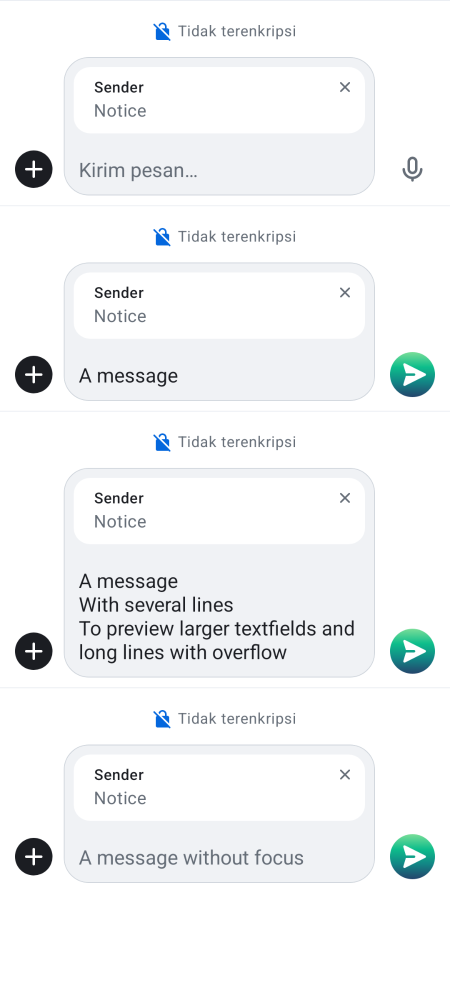 Tidak terenkripsi
Sender
Notice
Kirim pesan…
Tidak terenkripsi
Sender
Notice
A message
Tidak terenkripsi
Sender
Notice
A message
With several lines
To preview larger textfields and
long lines with overflow
Tidak terenkripsi
Sender
Notice
A message without focus